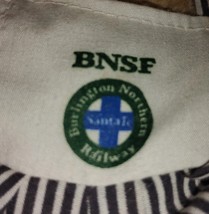 BNSF
Burlington Northern
Santa Fe
Railway